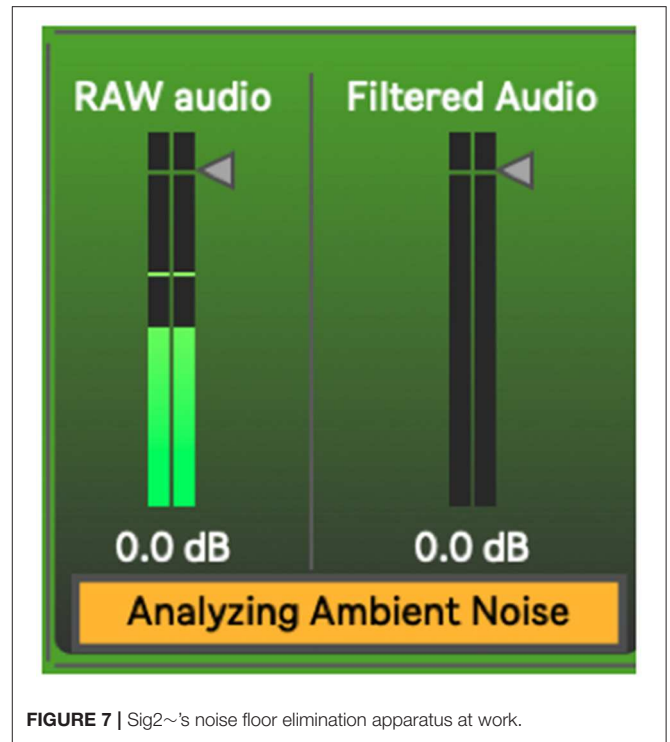 RAW audio
Filtered Audio
0.0 dB
0.0 dB
Analyzing Ambient Noise
FIGURE 7 | Sig2~'s noise floor elimination apparatus at work.